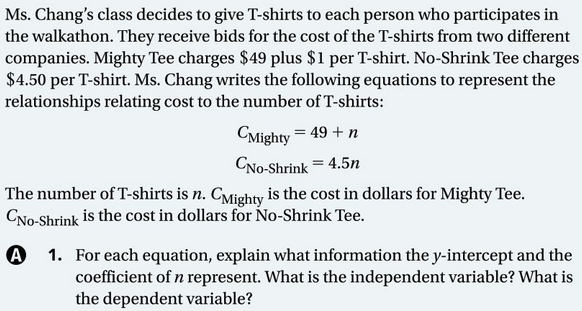 Ms. Chang's class decides to give T-shirts to each person who participates in
the walkathon. They receive bids for the cost of the T-shirts from two different
companies. Mighty Tee charges $49 plus $1 per T-shirt. No-Shrink Tee charges
$4.50 per T-shirt. Ms. Chang writes the following equations to represent the
relationships relating cost to the number of T-shirts:
C_Mighty = 49 + n
C_No-Shrink = 4.5n
The number of T-shirts is n. C_Mighty is the cost in dollars for Mighty Tee.
C_No-Shrink is the cost in dollars for No-Shrink Tee.
A 1. For each equation, explain what information the y-intercept and the
coefficient of n represent. What is the independent variable? What is
the dependent variable?